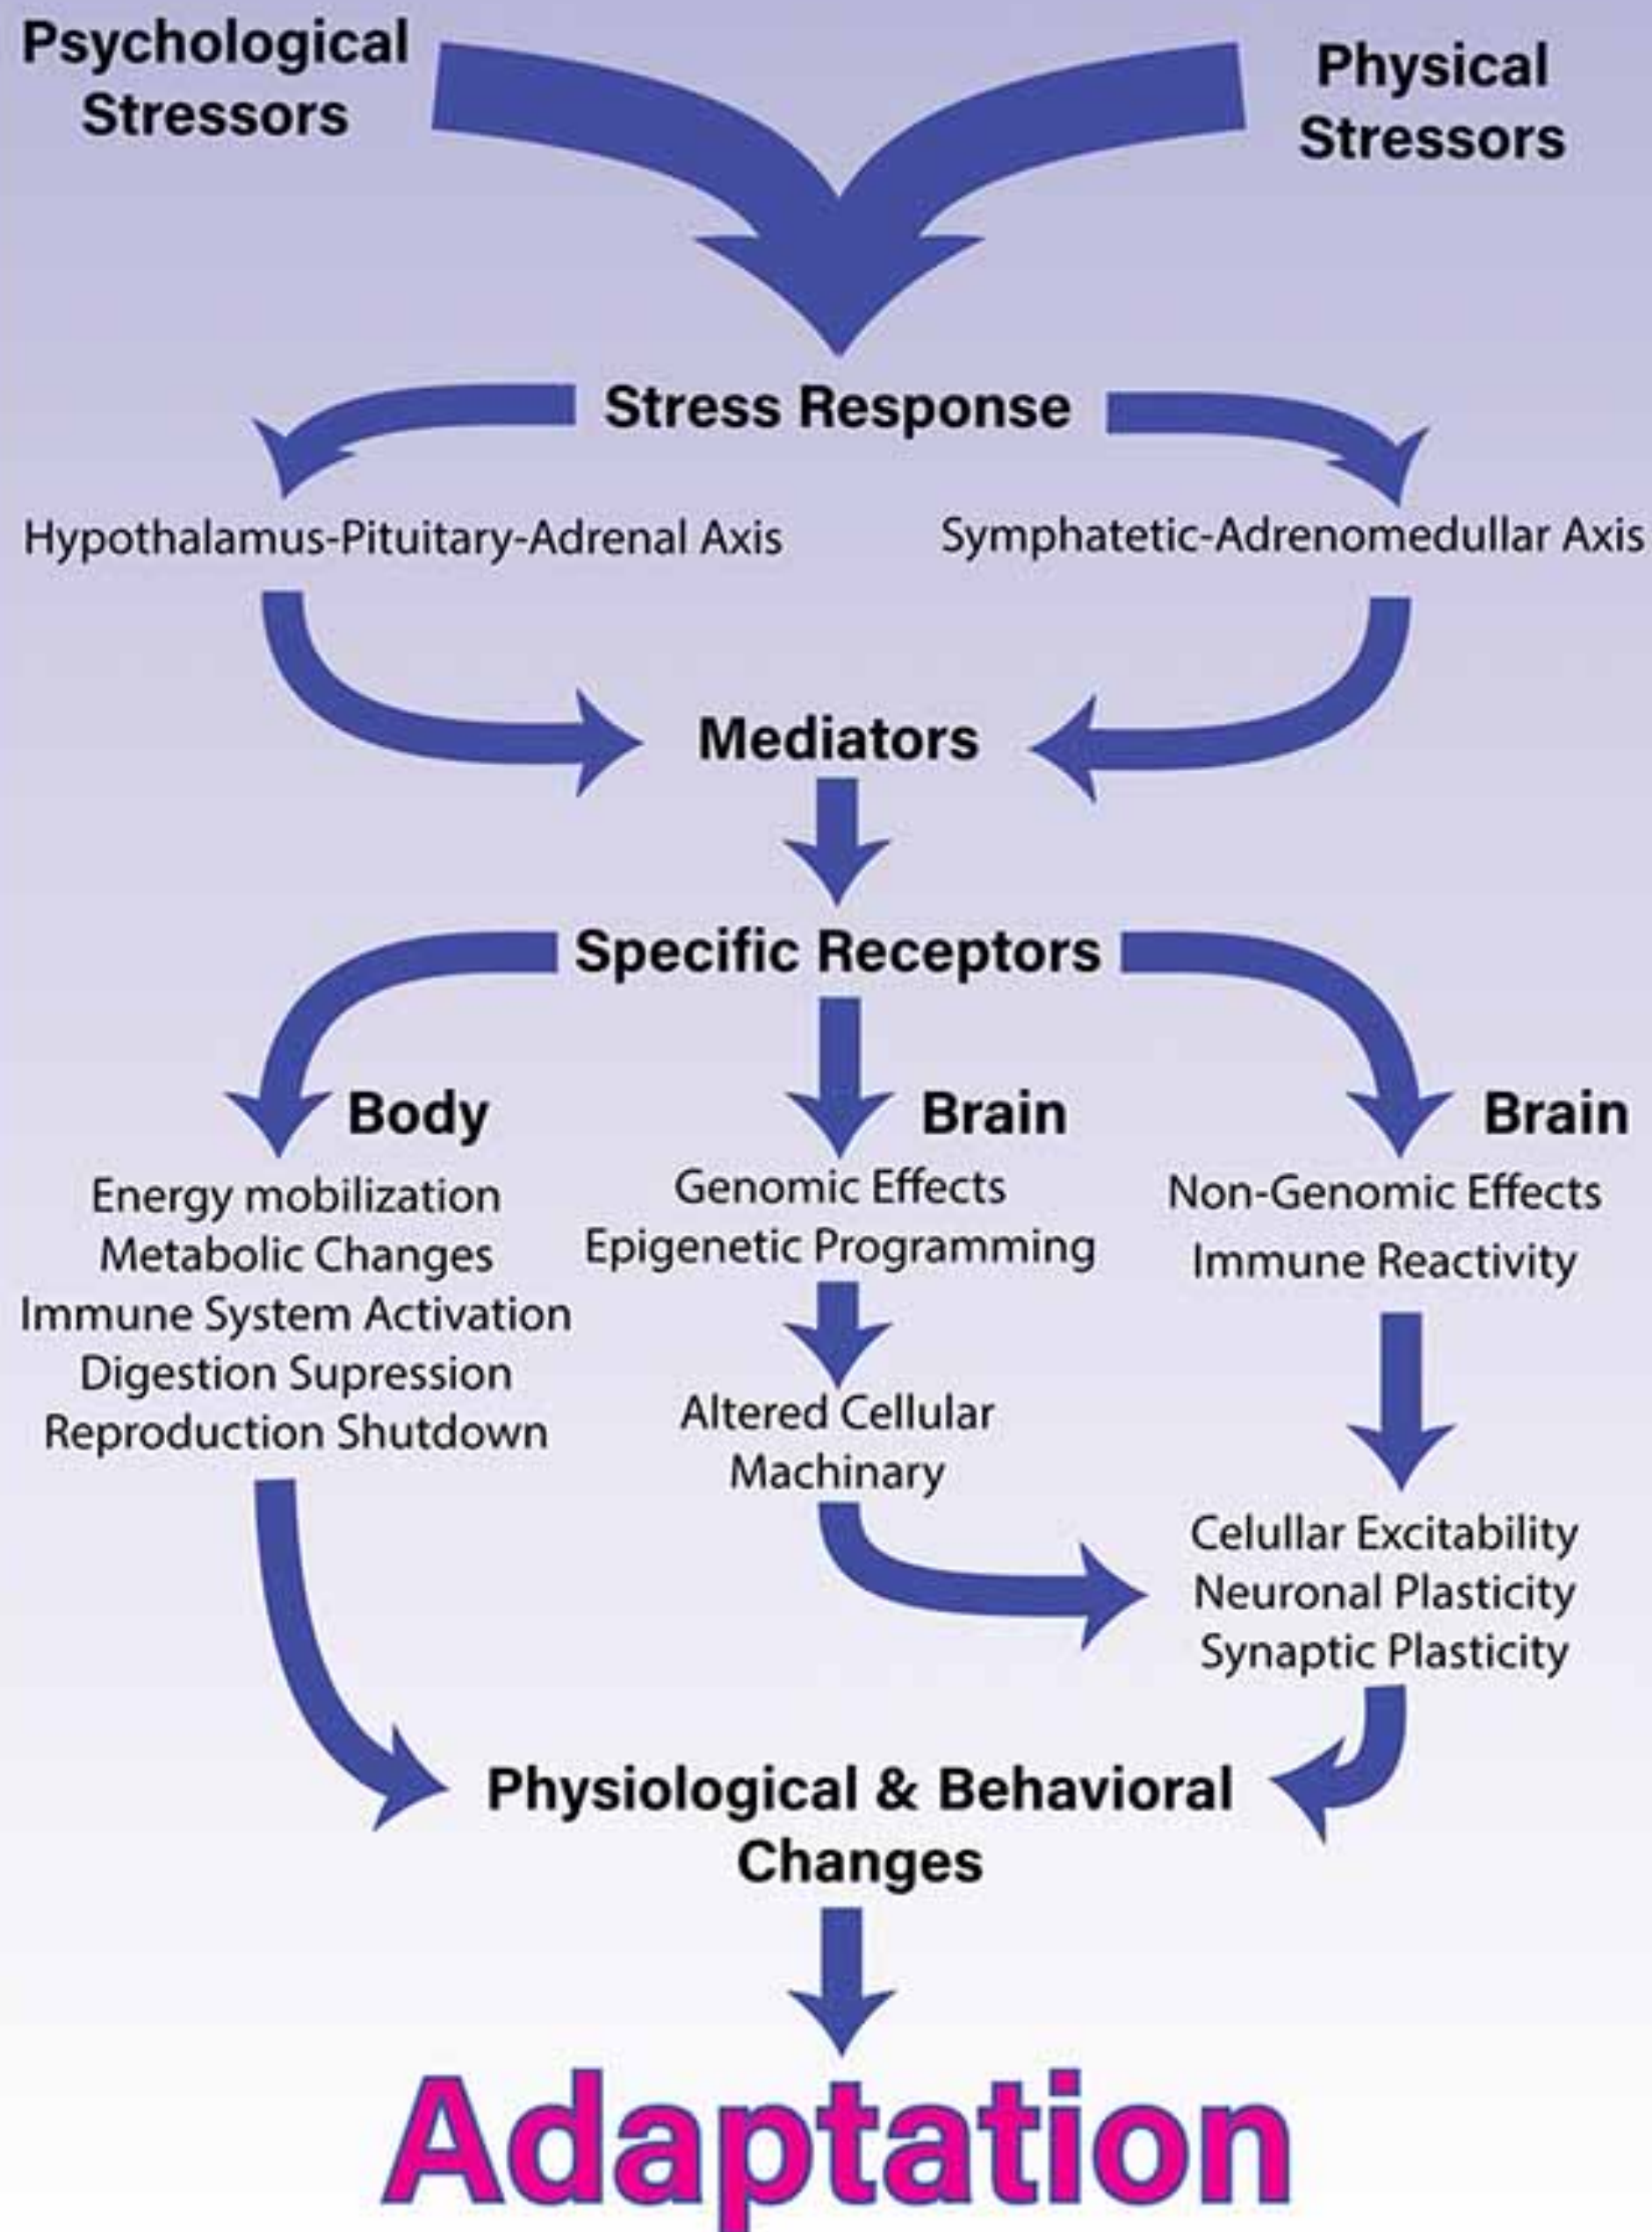 Psychological
Stressors
Physical
Stressors
Stress Response
Hypothalamus-Pituitary-Adrenal Axis
Symphatetic-Adrenomedullar Axis
Mediators
Specific Receptors
Body
Energy mobilization
Metabolic Changes
Immune System Activation
Digestion Supression
Reproduction Shutdown
Brain
Genomic Effects
Epigenetic Programming
Altered Cellular
Machinary
Brain
Non-Genomic Effects
Immune Reactivity
Celullar Excitability
Neuronal Plasticity
Synaptic Plasticity
Physiological & Behavioral
Changes
Adaptation